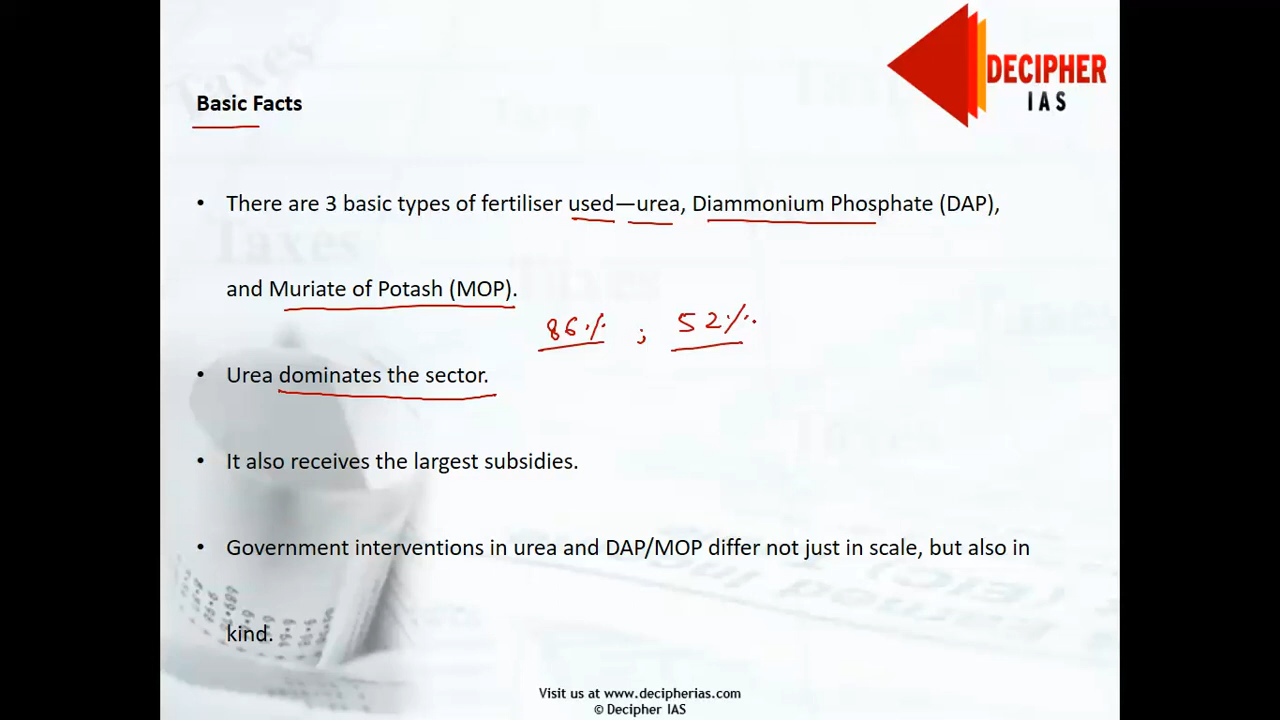 DECIPHER
IAS
Basic Facts
• There are 3 basic types of fertiliser used—urea, Diammonium Phosphate (DAP),
and Muriate of Potash (MOP).
86% ; 52%
• Urea dominates the sector.
• It also receives the largest subsidies.
• Government interventions in urea and DAP/MOP differ not just in scale, but also in
kind.
Visit us at www.decipherias.com
© Decipher IAS
Taxes
Taxes
Taxes